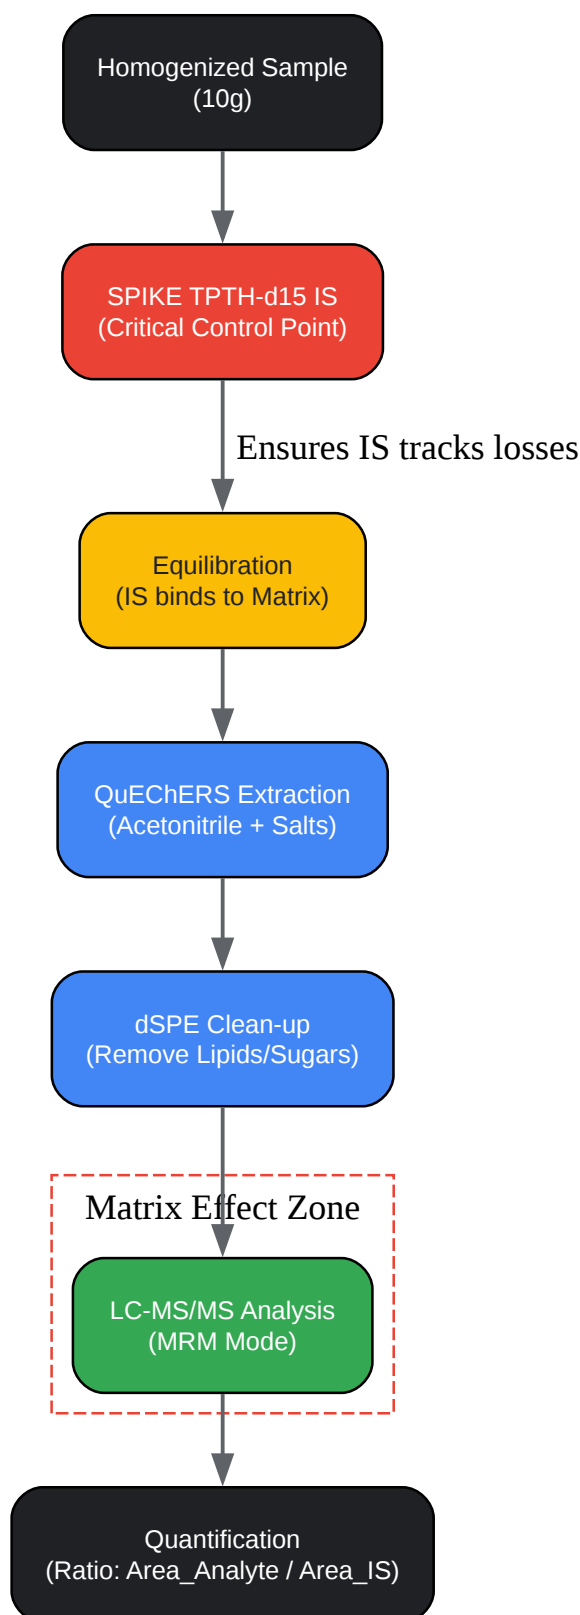 Homogenized Sample
(10g)
SPIKE TPTH-d15 IS
(Critical Control Point)
Ensures IS tracks losses
Equilibration
(IS binds to Matrix)
QuEChERS Extraction
(Acetonitrile + Salts)
dSPE Clean-up
(Remove Lipids/Sugars)
Matrix Effect Zone
LC-MS/MS Analysis
(MRM Mode)
Quantification
(Ratio: Area_Analyte / Area_IS)